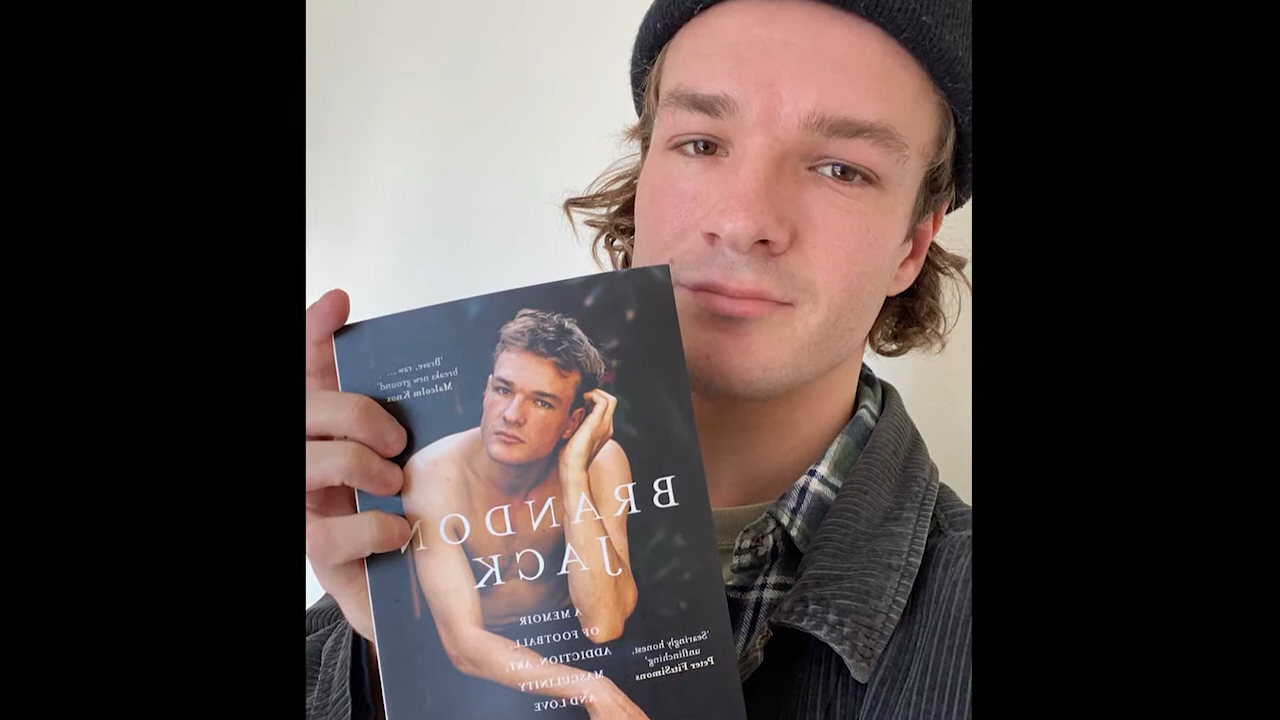 'Brave, raw ...
breaks new ground'
Malcolm Knox
BRANDON
JACK
A MEMOIR
OF FOOTBALL,
ADDICTION, ART,
MASCULINITY
AND LOVE
'Searingly honest,
unflinching'
Peter FitzSimons